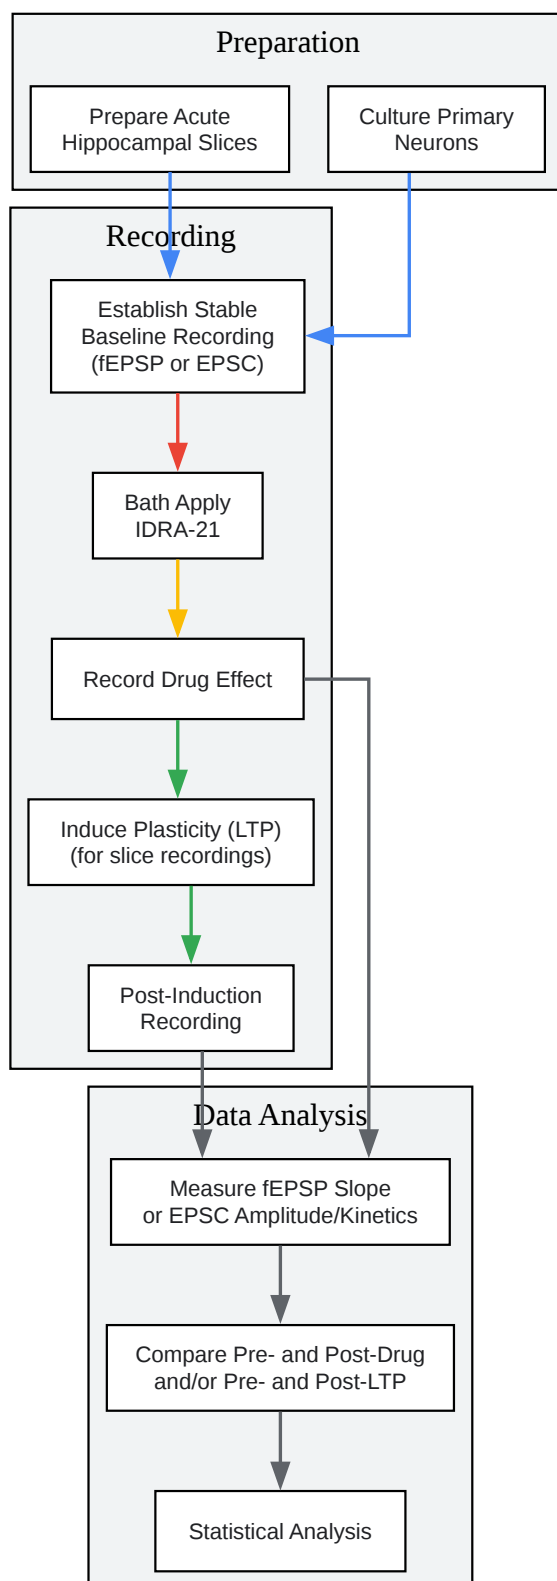 Preparation
Prepare Acute
Hippocampal Slices
Culture Primary
Neurons
Recording
Establish Stable
Baseline Recording
(fEPSP or EPSC)
Bath Apply
IDRA-21
Record Drug Effect
Induce Plasticity (LTP)
(for slice recordings)
Post-Induction
Recording
Data Analysis
Measure fEPSP Slope
or EPSC Amplitude/Kinetics
Compare Pre- and Post-Drug
and/or Pre- and Post-LTP
Statistical Analysis